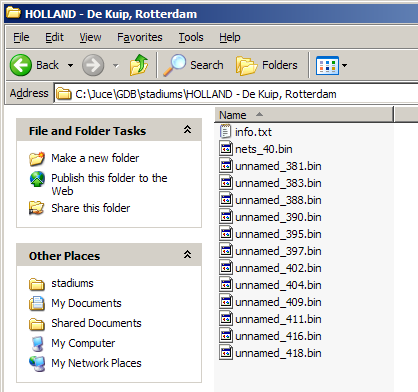 HOLLAND - De Kuip, Rotterdam
File Edit View Favorites Tools Help
Back Search Folders
Address C:\Juce\GDB\stadiums\HOLLAND - De Kuip, Rotterdam
File and Folder Tasks
Make a new folder
Publish this folder to the
Web
Share this folder
Other Places
stadiums
My Documents
Shared Documents
My Computer
My Network Places
Name
info.txt
nets_40.bin
unnamed_381.bin
unnamed_383.bin
unnamed_388.bin
unnamed_390.bin
unnamed_395.bin
unnamed_397.bin
unnamed_402.bin
unnamed_404.bin
unnamed_409.bin
unnamed_411.bin
unnamed_416.bin
unnamed_418.bin